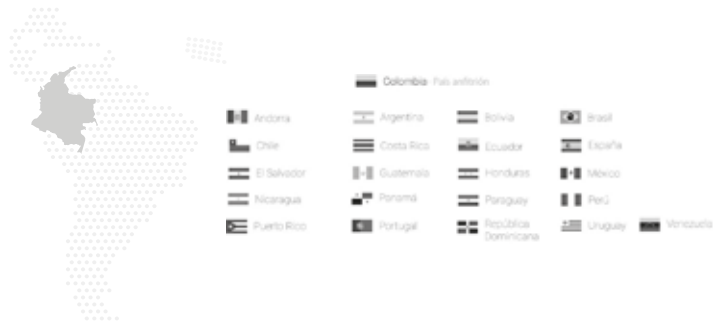 Colombia País anfitrión
Andorra Argentina Bolivia Brasil
Chile Costa Rica Ecuador España
El Salvador Guatemala Honduras México
Nicaragua Panamá Paraguay Perú
Puerto Rico Portugal República Dominicana Uruguay Venezuela